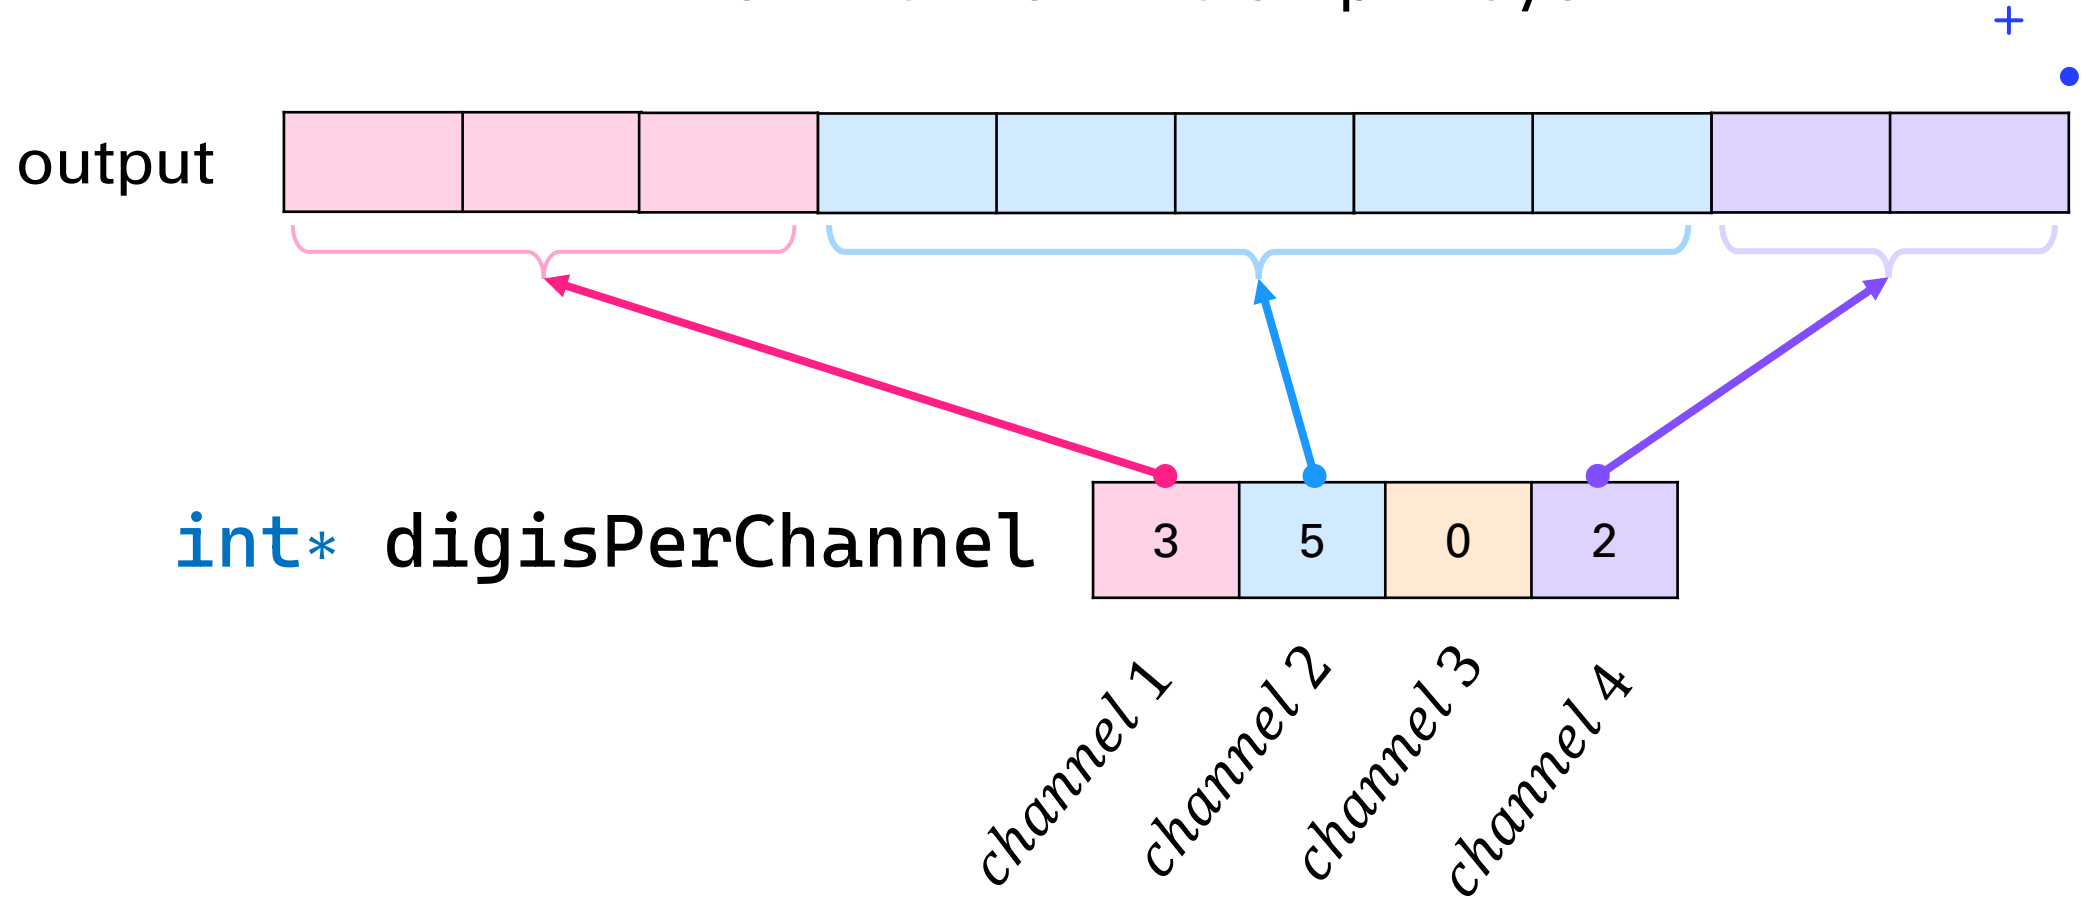 output
int* digisPerChannel
3 5 0 2
channel 1
channel 2
channel 3
channel 4